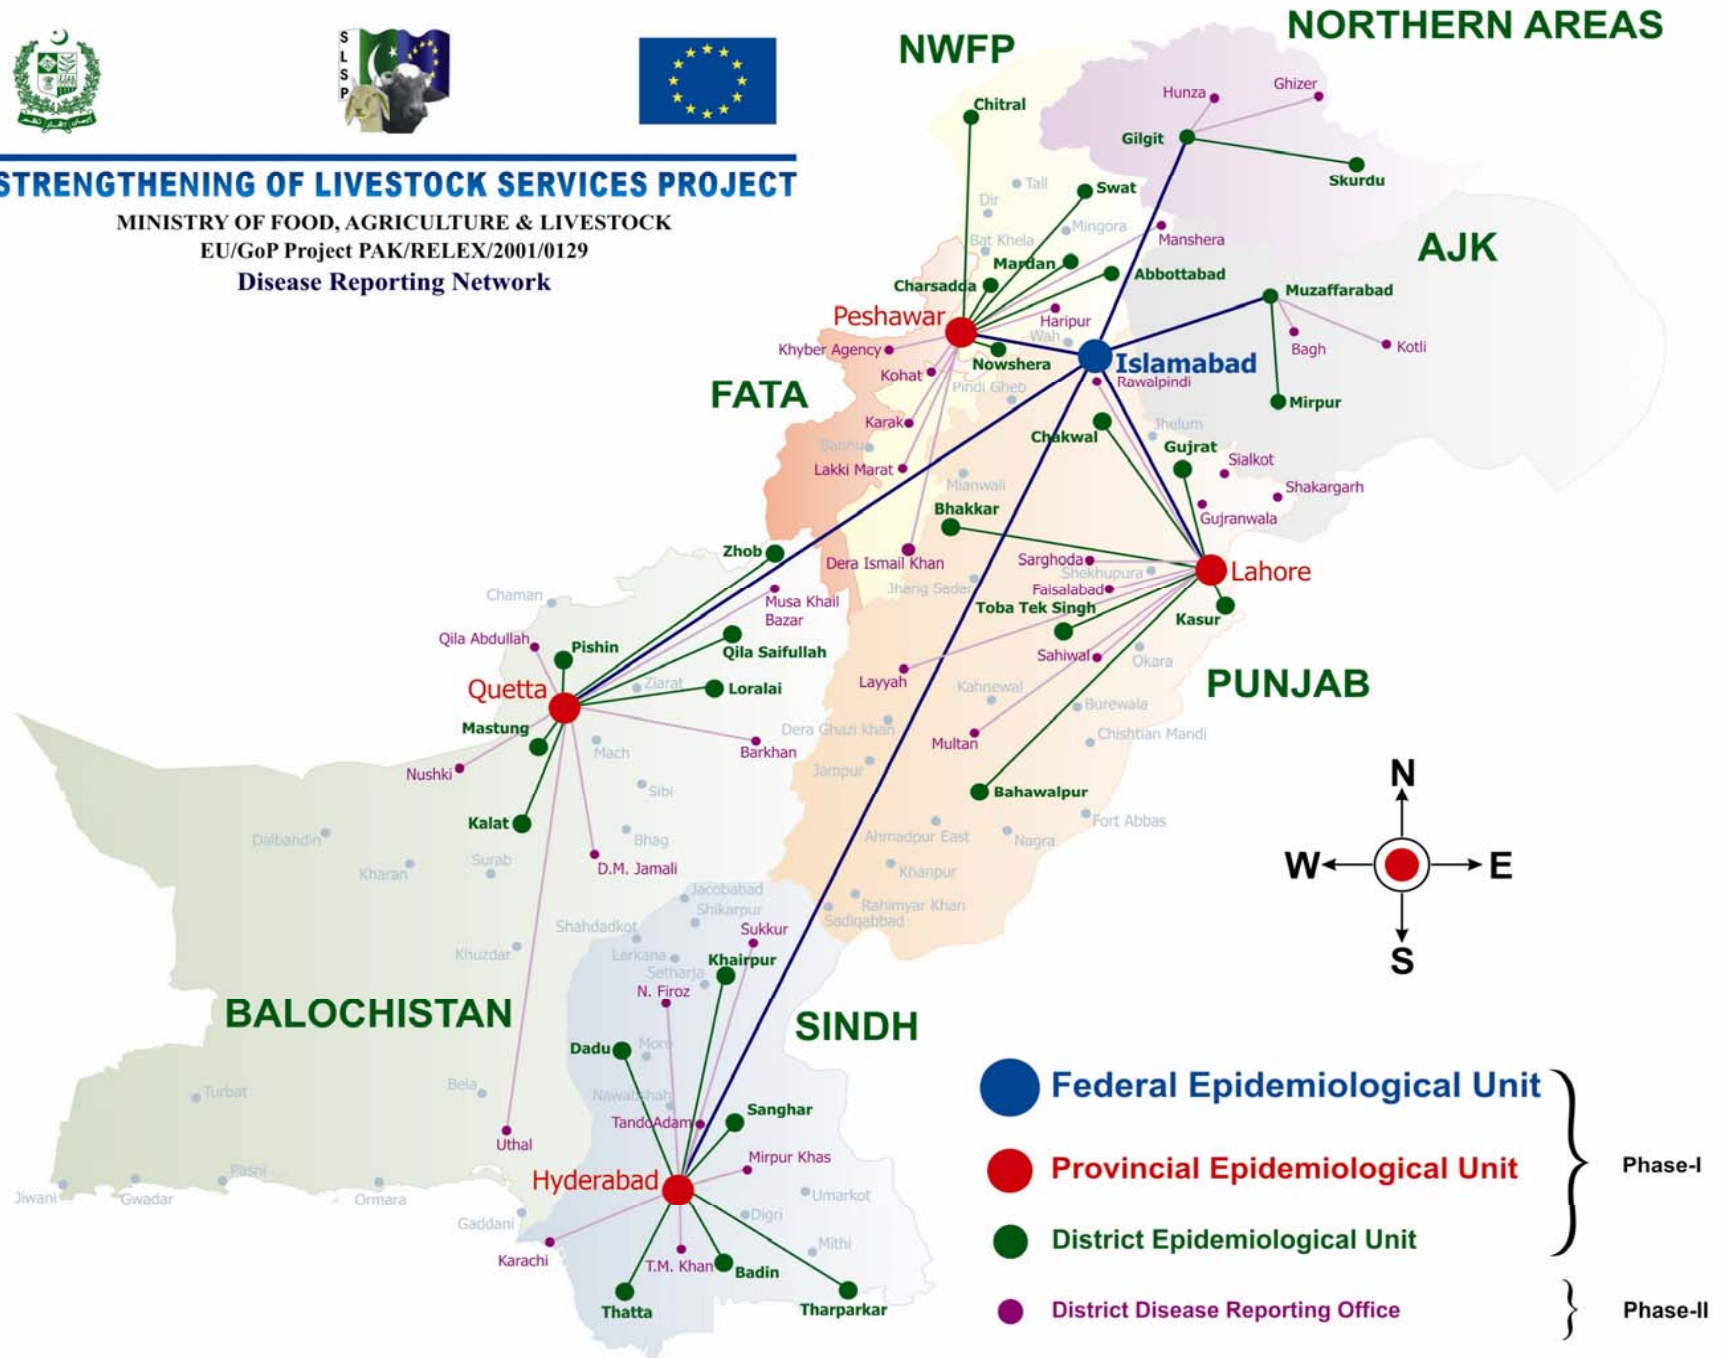 S
L
S
P
STRENGTHENING OF LIVESTOCK SERVICES PROJECT
MINISTRY OF FOOD, AGRICULTURE & LIVESTOCK
EU/GoP Project PAK/RELEX/2001/0129
Disease Reporting Network
NWFP
NORTHERN AREAS
Chitral
Hunza
Ghizer
Gilgit
Skurdu
Tall
Swat
Dir
Mingora
Manshera
Bat Khela
AJK
Mardan
Abbottabad
Charsadda
Muzaffarabad
Peshawar
Haripur
Wah
Bagh
Kotli
Khyber Agency
Nowshera
Islamabad
Kohat
Rawalpindi
Pindi Gheb
FATA
Mirpur
Karak
Chakwal
Jhelum
Bannu
Gujrat
Lakki Marat
Sialkot
Mianwali
Shakargarh
Bhakkar
Gujranwala
Zhob
Dera Ismail Khan
Sarghoda
Shekhupura
Lahore
Jhang Sadar
Faisalabad
Chaman
Musa Khail
Bazar
Toba Tek Singh
Kasur
Qila Abdullah
Pishin
Qila Saifullah
Sahiwal
Okara
Quetta
Ziarat
Loralai
Layyah
Kahnewal
PUNJAB
Burewala
Mastung
Dera Ghazi khan
Chishtian Mandi
Mach
Barkhan
Multan
Nushki
Jampur
Sibi
Bahawalpur
N
Kalat
Fort Abbas
Dalbandin
Bhag
Ahmadpur East
Nagra
W
E
Surab
D.M. Jamali
Kharan
Khanpur
Jacobabad
Shikarpur
Rahimyar Khan
Sadiqabbad
Shahdadkot
Sukkur
Khuzdar
Larkana
Khairpur
S
Setharja
N. Firoz
BALOCHISTAN
SINDH
Dadu
Moro
Bela
Turbat
Nawabshah
Sanghar
TandoAdam
Uthal
Mirpur Khas
Pasni
Hyderabad
Jiwani
Gwadar
Ormara
Umarkot
Gaddani
Digri
Mithi
Karachi
T.M. Khan
Badin
Thatta
Tharparkar
Federal Epidemiological Unit
Provincial Epidemiological Unit
Phase-I
District Epidemiological Unit
District Disease Reporting Office
Phase-II